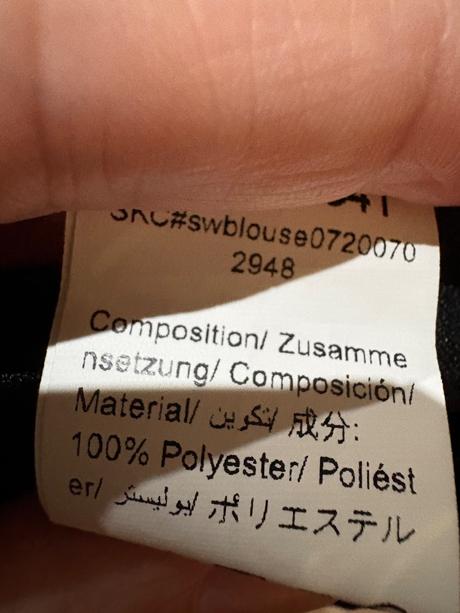 SKC#swblouse0720070
2948
Composition/ Zusamme
nsetzung/ Composición/
Material/ تكوين/ 成分:
100% Polyester/ Poliést
er/ بوليستر/ ポリエステル